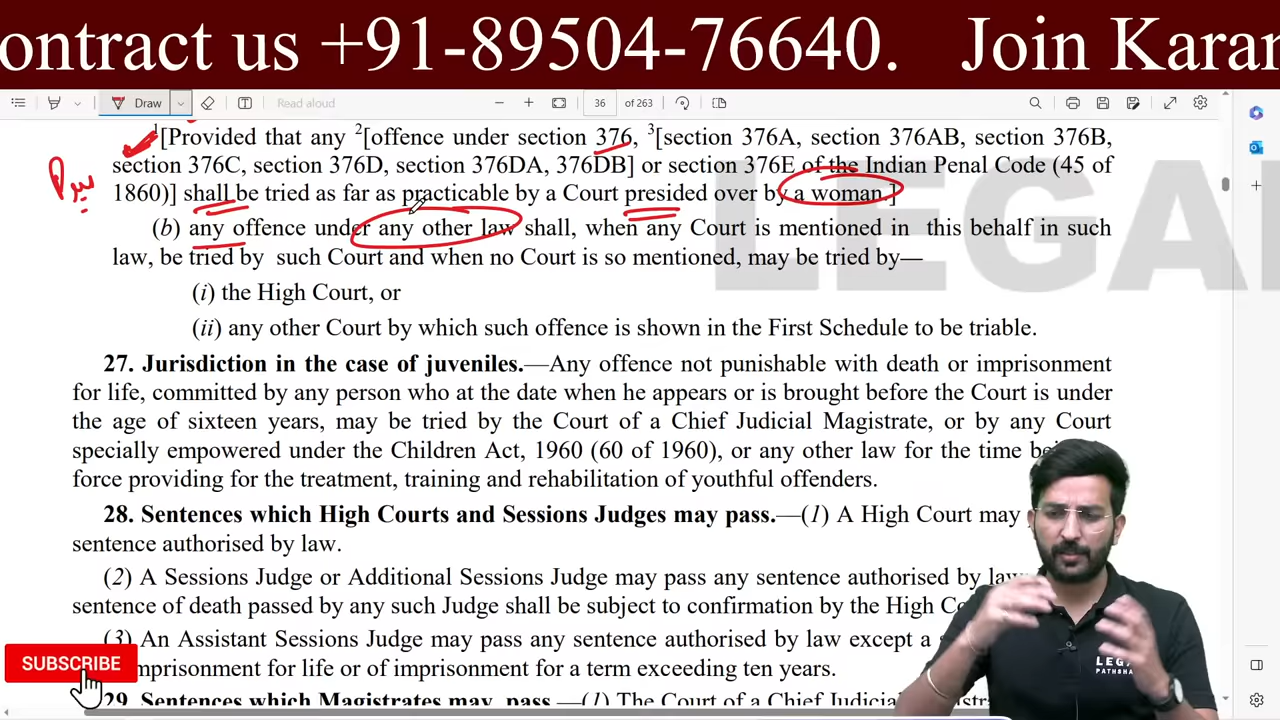 ontract us +91-89504-76640. Join Karan
Draw
Read aloud
36 of 263
1[Provided that any 2[offence under section 376, 3[section 376A, section 376AB, section 376B,
section 376C, section 376D, section 376DA, 376DB] or section 376E of the Indian Penal Code (45 of
1860)] shall be tried as far as practicable by a Court presided over by a woman.]
(b) any offence under any other law shall, when any Court is mentioned in this behalf in such
law, be tried by such Court and when no Court is so mentioned, may be tried by—
(i) the High Court, or
(ii) any other Court by which such offence is shown in the First Schedule to be triable.
LEGAL
27. Jurisdiction in the case of juveniles.—Any offence not punishable with death or imprisonment
for life, committed by any person who at the date when he appears or is brought before the Court is under
the age of sixteen years, may be tried by the Court of a Chief Judicial Magistrate, or by any Court
specially empowered under the Children Act, 1960 (60 of 1960), or any other law for the time be
force providing for the treatment, training and rehabilitation of youthful offenders.
28. Sentences which High Courts and Sessions Judges may pass.—(1) A High Court may
sentence authorised by law.
(2) A Sessions Judge or Additional Sessions Judge may pass any sentence authorised by law
sentence of death passed by any such Judge shall be subject to confirmation by the High Co
(3) An Assistant Sessions Judge may pass any sentence authorised by law except a
imprisonment for life or of imprisonment for a term exceeding ten years.
29. Sentences which Magistrates may pass.—(1) The Court of a Chief Judicial
SUBSCRIBE
LEGAL
PATHSHA